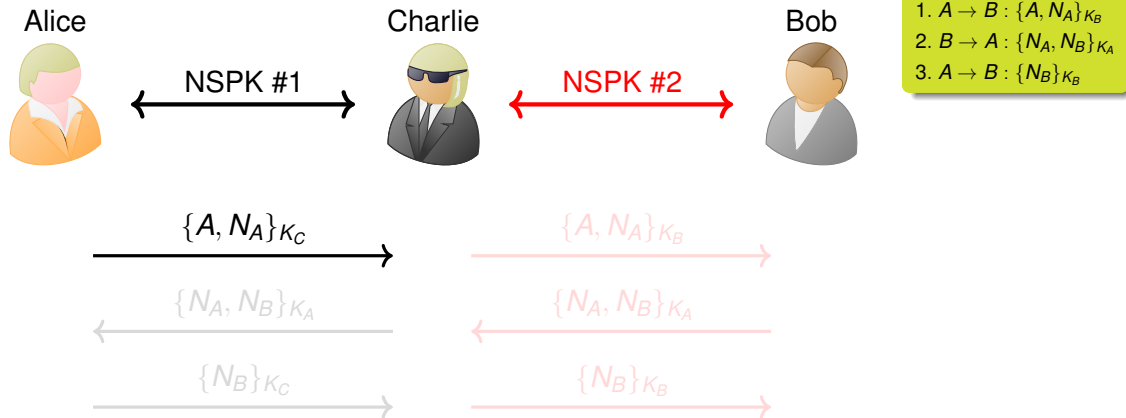 Alice Charlie Bob
1. A → B : {A, N_A}_{K_B}
2. B → A : {N_A, N_B}_{K_A}
3. A → B : {N_B}_{K_B}
NSPK #1 NSPK #2
{A, N_A}_{K_C} {A, N_A}_{K_B}
{N_A, N_B}_{K_A} {N_A, N_B}_{K_A}
{N_B}_{K_C} {N_B}_{K_B}